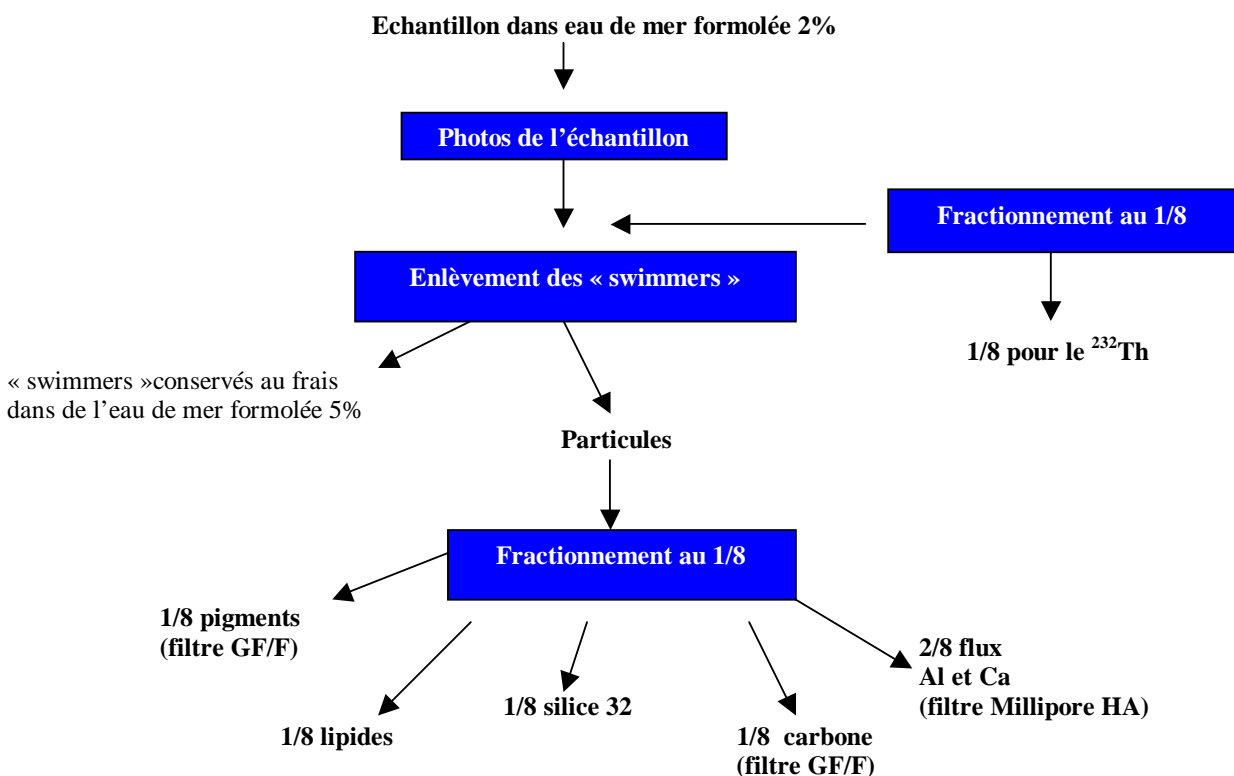 Echantillon dans eau de mer formolée 2%
Photos de l’échantillon
Fractionnement au 1/8
Enlèvement des « swimmers »
1/8 pour le ²³²Th
« swimmers »conservés au frais
dans de l’eau de mer formolée 5%
Particules
Fractionnement au 1/8
1/8 pigments
(filtre GF/F)
1/8 lipides
1/8 silice 32
1/8 carbone
(filtre GF/F)
2/8 flux
Al et Ca
(filtre Millipore HA)